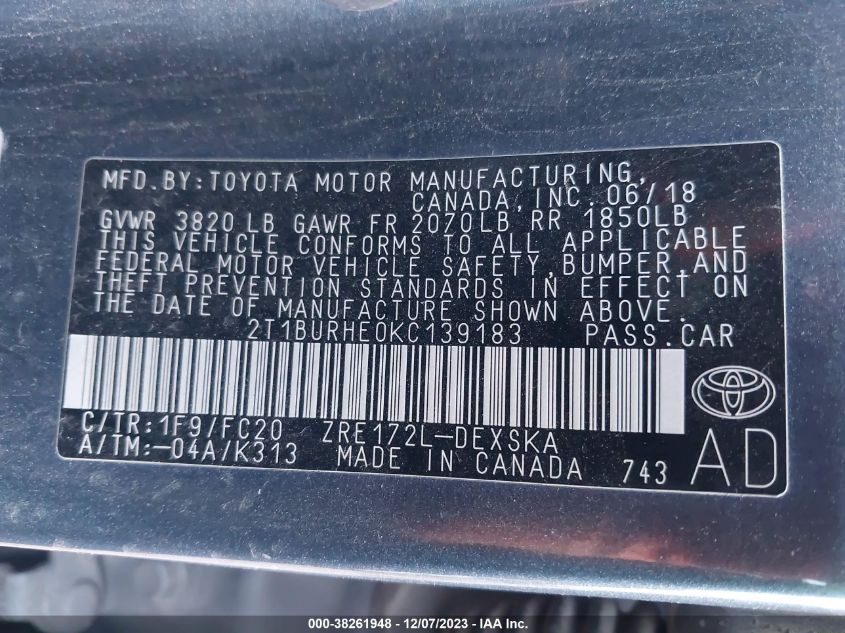 MFD.BY:TOYOTA MOTOR MANUFACTURING,
CANADA,INC. 06/18
GVWR 3820 LB GAWR FR 2070LB RR 1850LB
THIS VEHICLE CONFORMS TO ALL APPLICABLE
FEDERAL MOTOR VEHICLE SAFETY,BUMPER,AND
THEFT PREVENTION STANDARDS IN EFFECT ON
THE DATE OF MANUFACTURE SHOWN ABOVE.
2T1BURHE0KC139183 PASS.CAR
C/TR:1F9/FC20 ZRE172L-DEXSKA
A/TM:-04A/K313 MADE IN CANADA 743 AD
000-38261948 - 12/07/2023 - IAA Inc.